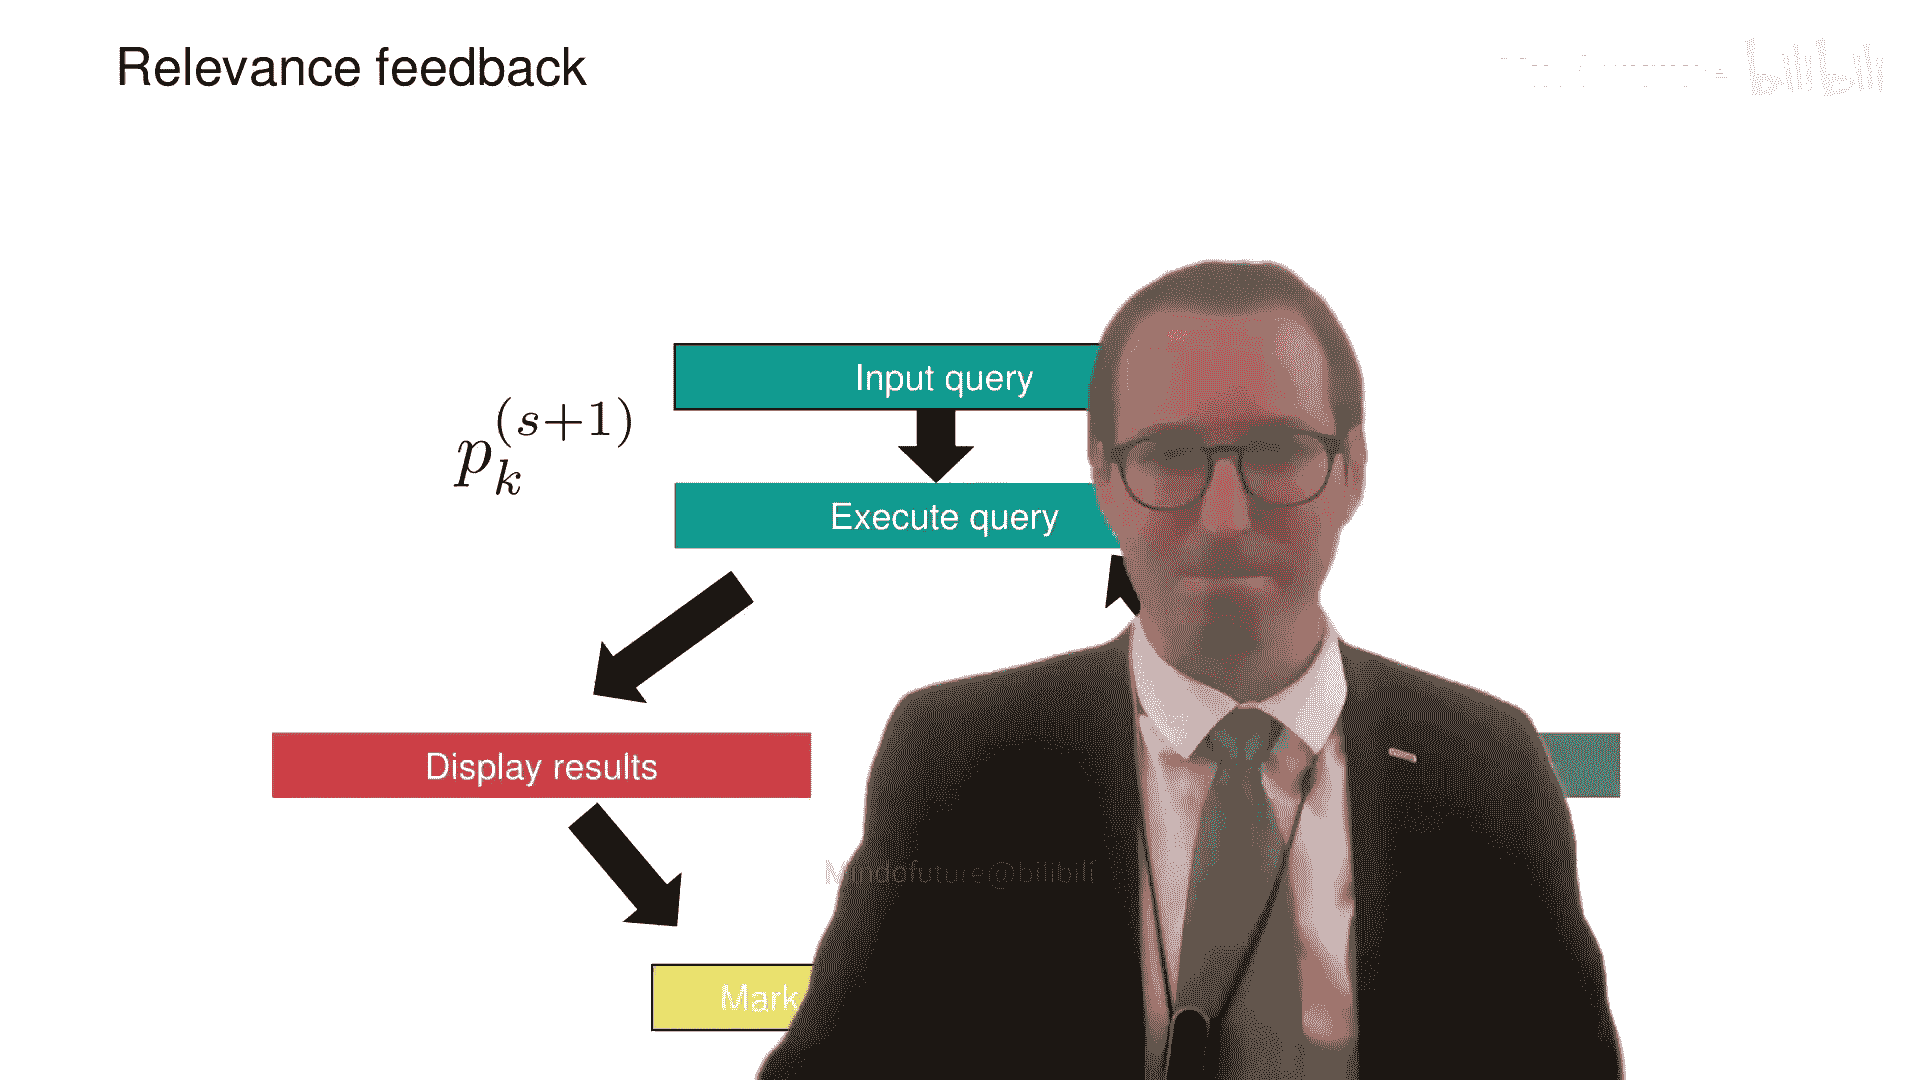 Relevance feedback
bilibili
Input query
p_k^{(s+1)}
Execute query
Display results
Mindofuture@bilibili
Mark